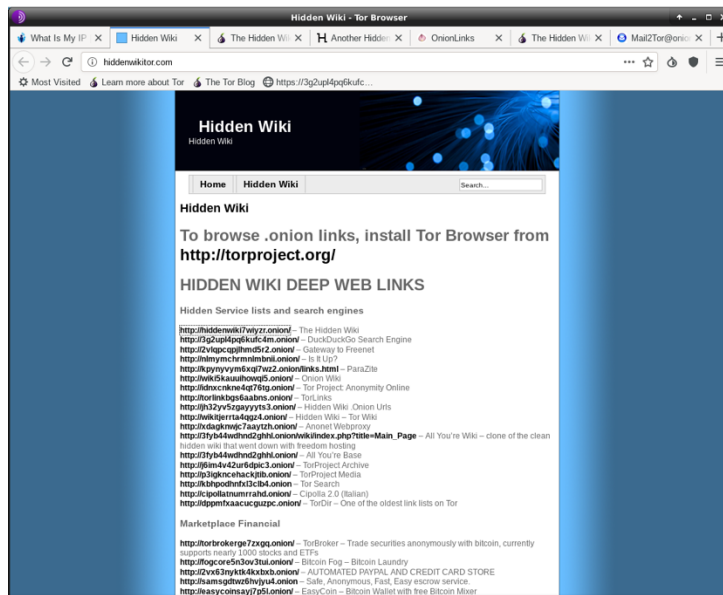 Hidden Wiki - Tor Browser
What Is My IP
Hidden Wiki
The Hidden Wi
Another Hidden
OnionLinks
The Hidden Wi
Mail2Tor@onio
hiddenwikitor.com
Most Visited
Learn more about Tor
The Tor Blog
https://3g2upl4pq6kufc...
Hidden Wiki
Hidden Wiki
Home
Hidden Wiki
Search...
Hidden Wiki
To browse .onion links, install Tor Browser from
http://torproject.org/
HIDDEN WIKI DEEP WEB LINKS
Hidden Service lists and search engines
http://hiddenwiki7wiyzr.onion/ – The Hidden Wiki
http://3g2upl4pq6kufc4m.onion/ – DuckDuckGo Search Engine
http://2vlqpcqpjlhmd5r2.onion/ – Gateway to Freenet
http://nlmymchrmnlmbnii.onion/ – Is It Up?
http://kpynyvym6xqi7wz2.onion/links.html – ParaZite
http://wiki5kauuihowqi5.onion/ – Onion Wiki
http://idnxcnkne4qt76tg.onion/ – Tor Project: Anonymity Online
http://torlinkbgs6aabns.onion/ – TorLinks
http://jh32yv5zgayyyts3.onion/ – Hidden Wiki .Onion Urls
http://wikitjerrta4qgz4.onion/ – Hidden Wiki – Tor Wiki
http://xdagknwjc7aaytzh.onion/ – Anonet Webproxy
http://3fyb44wdhnd2ghhl.onion/wiki/index.php?title=Main_Page – All You're Wiki – clone of the clean
hidden wiki that went down with freedom hosting
http://3fyb44wdhnd2ghhl.onion/ – All You're Base
http://j6im4v42ur6dpic3.onion/ – TorProject Archive
http://p3igkncehackjtib.onion/ – TorProject Media
http://kbhpodhnfxl3clb4.onion – Tor Search
http://cipollatnumrrahd.onion/ – Cipolla 2.0 (Italian)
http://dppmfxaacucguzpc.onion/ – TorDir – One of the oldest link lists on Tor
Marketplace Financial
http://torbrokerge7zxgq.onion/ – TorBroker – Trade securities anonymously with bitcoin, currently
supports nearly 1000 stocks and ETFs
http://fogcore5n3ov3tui.onion/ – Bitcoin Fog – Bitcoin Laundry
http://2vx63nyktk4kxbxb.onion/ – AUTOMATED PAYPAL AND CREDIT CARD STORE
http://samsgdtwz6hvjyu4.onion – Safe, Anonymous, Fast, Easy escrow service.
http://easycoinsayj7p5l.onion/ – EasyCoin – Bitcoin Wallet with free Bitcoin Mixer